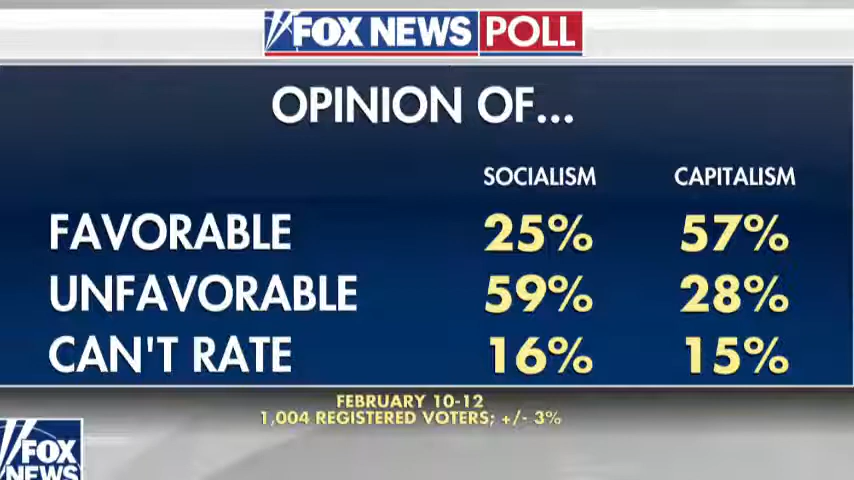 FOX NEWS POLL
OPINION OF...
SOCIALISM CAPITALISM
FAVORABLE 25% 57%
UNFAVORABLE 59% 28%
CAN'T RATE 16% 15%
FEBRUARY 10-12
1,004 REGISTERED VOTERS; +/- 3%
FOX
NEWS